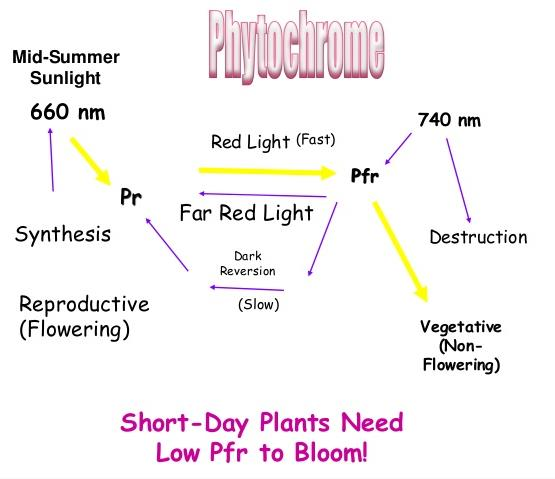 Phytochrome
Mid-Summer
Sunlight
660 nm
740 nm
Red Light (Fast)
Pr
Pfr
Far Red Light
Synthesis
Destruction
Dark
Reversion
(Slow)
Reproductive
(Flowering)
Vegetative
(Non-
Flowering)
Short-Day Plants Need
Low Pfr to Bloom!